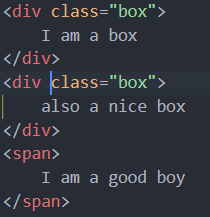 <div class="box">
    I am a box
</div>
<div class="box">
    also a nice box
</div>
<span>
    I am a good boy
</span>